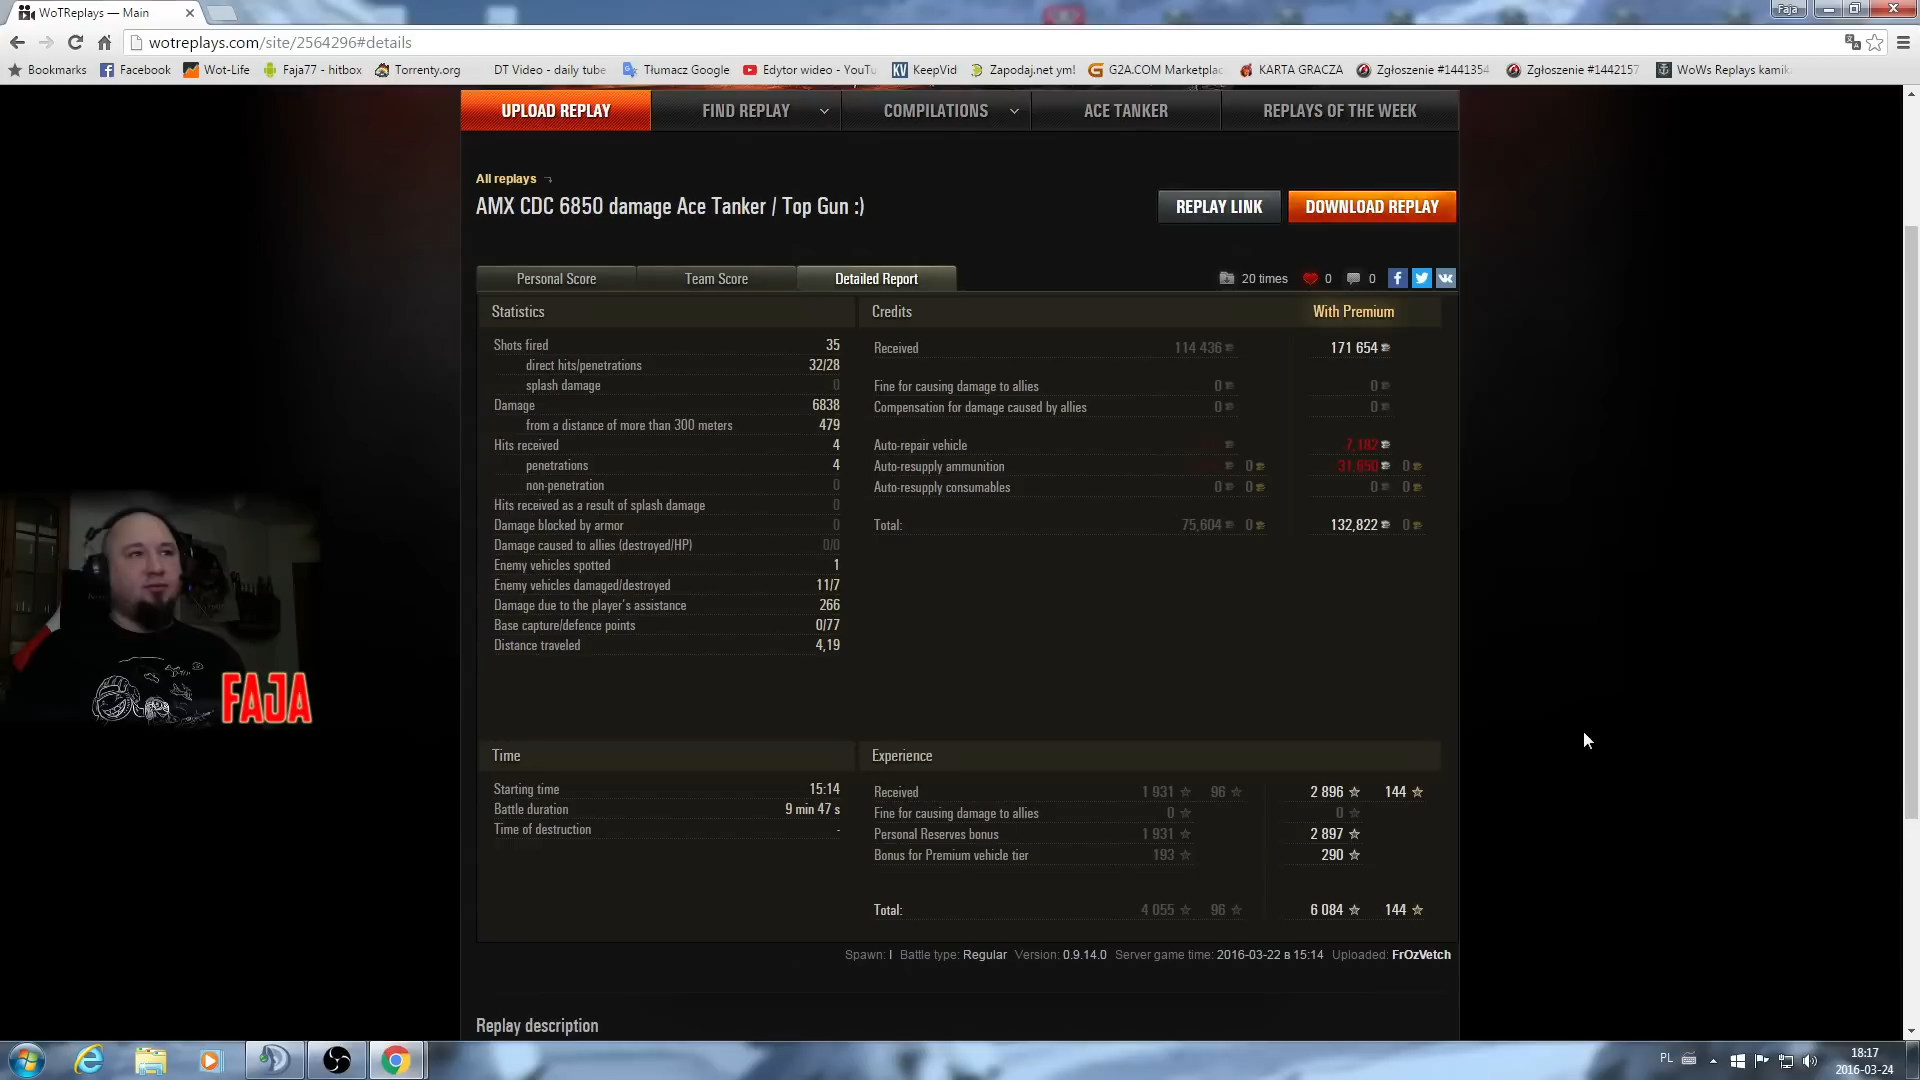 WoTReplays — Main
Faja
wotreplays.com/site/2564296#details
Bookmarks Facebook Wot-Life Faja77 - hitbox Torrenty.org DT Video - daily tube Tłumacz Google Edytor wideo - YouTu KeepVid Zapodaj.net ym! G2A.COM Marketplac KARTA GRACZA Zgłoszenie #1441354 Zgłoszenie #1442157 WoWs Replays kamik
UPLOAD REPLAY FIND REPLAY COMPILATIONS ACE TANKER REPLAYS OF THE WEEK
All replays
AMX CDC 6850 damage Ace Tanker / Top Gun :)
REPLAY LINK DOWNLOAD REPLAY
Personal Score Team Score Detailed Report 20 times 0 0
Statistics
Shots fired 35
direct hits/penetrations 32/28
splash damage 0
Damage 6838
from a distance of more than 300 meters 479
Hits received 4
penetrations 4
non-penetration 0
Hits received as a result of splash damage 0
Damage blocked by armor 0
Damage caused to allies (destroyed/HP) 0/0
Enemy vehicles spotted 1
Enemy vehicles damaged/destroyed 11/7
Damage due to the player's assistance 266
Base capture/defence points 0/77
Distance traveled 4,19
Credits With Premium
Received 114 436 171 654
Fine for causing damage to allies 0 0
Compensation for damage caused by allies 0 0
Auto-repair vehicle 7,182
Auto-resupply ammunition 0 31,650 0
Auto-resupply consumables 0 0 0 0
Total: 75,604 0 132,822 0
FAJA
Time
Starting time 15:14
Battle duration 9 min 47 s
Time of destruction -
Experience
Received 1 931 96 2 896 144
Fine for causing damage to allies 0 0
Personal Reserves bonus 1 931 2 897
Bonus for Premium vehicle tier 193 290
Total: 4 055 96 6 084 144
Spawn: I Battle type: Regular Version: 0.9.14.0 Server game time: 2016-03-22 в 15:14 Uploaded: FrOzVetch
Replay description
PL
18:17
2016-03-24